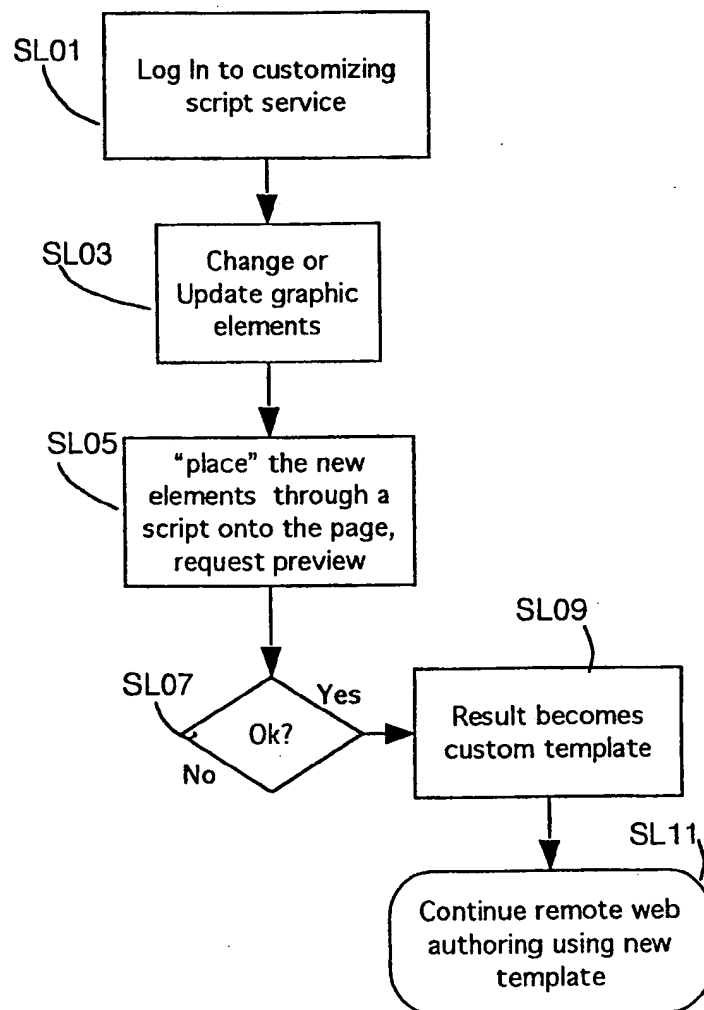 SL01
Log In to customizing
script service
SL03
Change or
Update graphic
elements
SL05
“place” the new
elements through a
script onto the page,
request preview
SL07
Ok?
Yes
No
SL09
Result becomes
custom template
SL11
Continue remote web
authoring using new
template